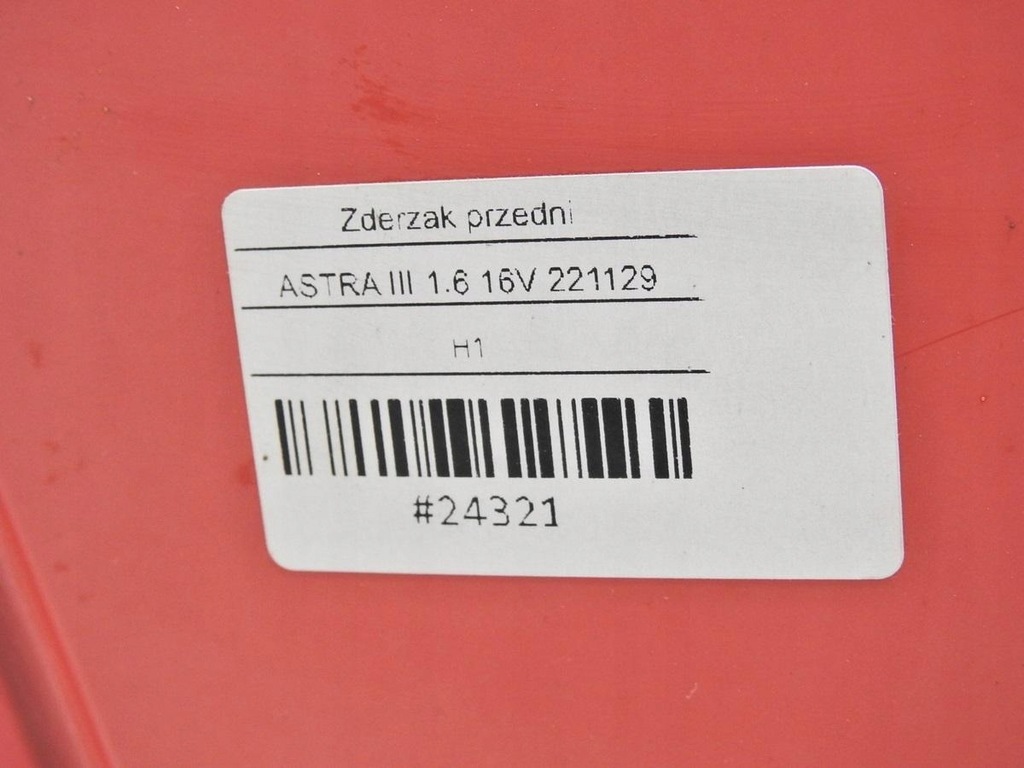 Zderzak przedni
ASTRA III 1.6 16V 221129
H1
#24321